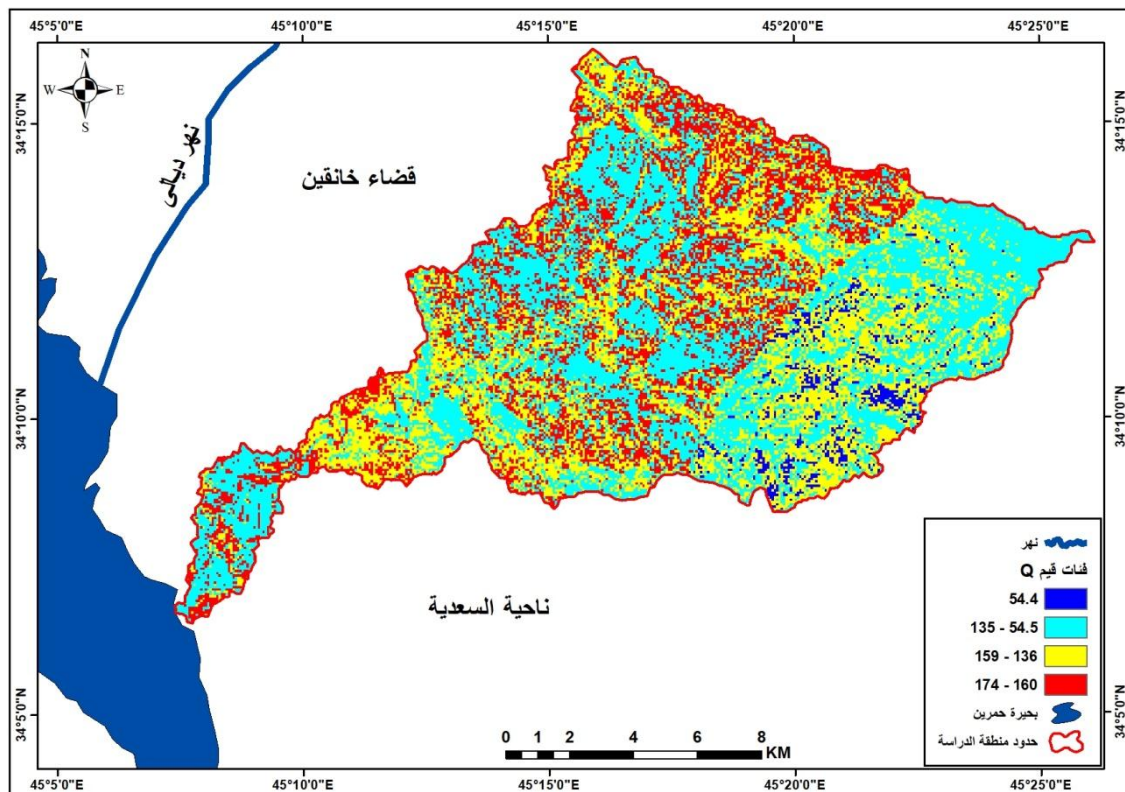 45°5'0"E 45°10'0"E 45°15'0"E 45°20'0"E 45°25'0"E
N
W E
S
34°15'0"N 34°15'0"N
نهر ديالى
قضاء خانقين
34°10'0"N 34°10'0"N
ناحية السعدية
نهر
فئات قيم Q
54.4
135 - 54.5
159 - 136
174 - 160
بحيرة حمرين
حدود منطقة الدراسة
34°5'0"N 34°5'0"N
0 1 2 4 6 8
KM
45°5'0"E 45°10'0"E 45°15'0"E 45°20'0"E 45°25'0"E